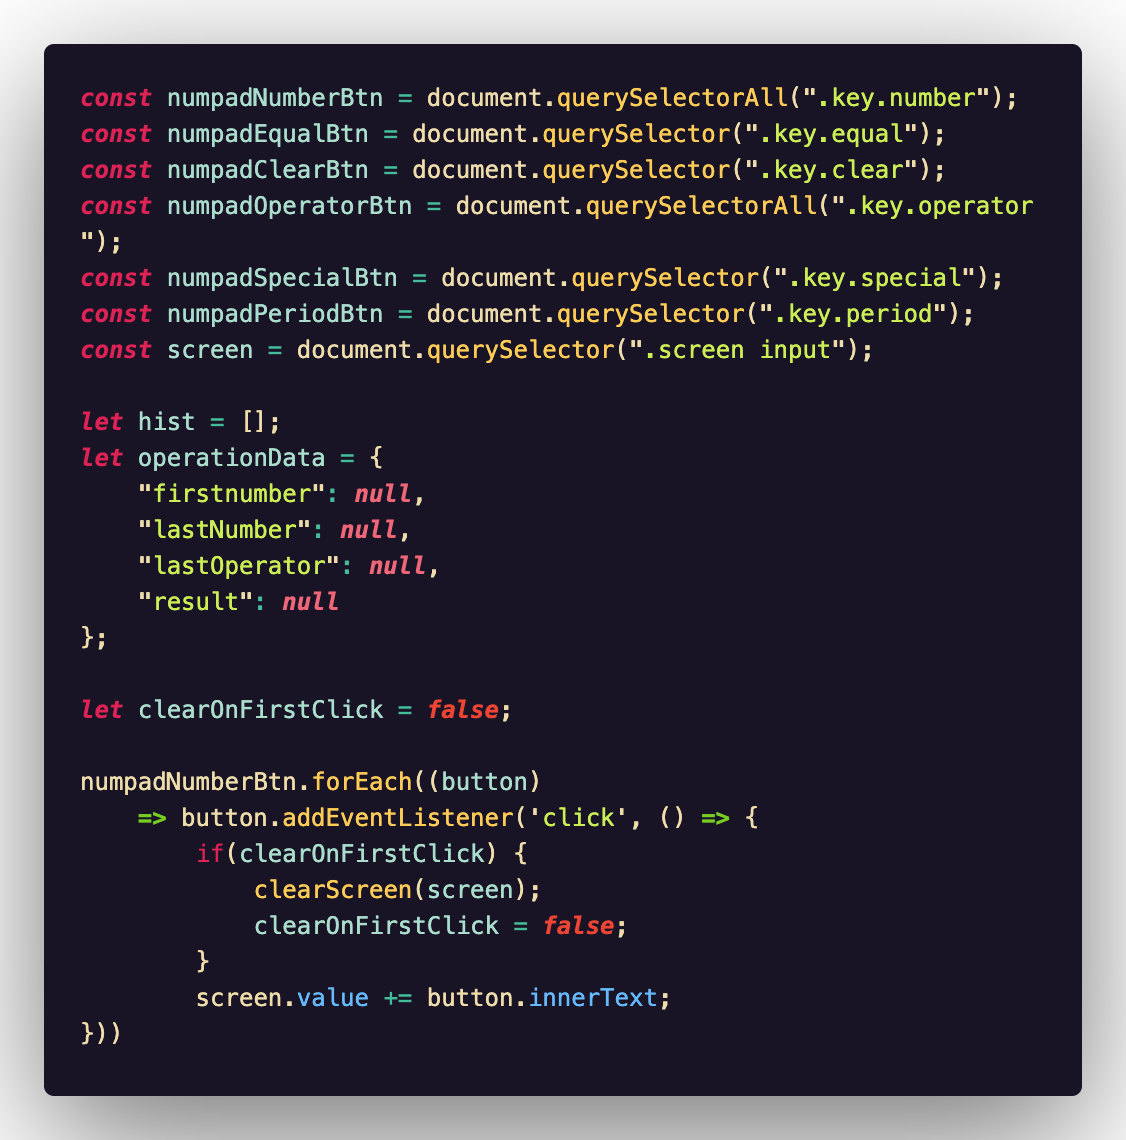 const numpadNumberBtn = document.querySelectorAll(".key.number");
const numpadEqualBtn = document.querySelector(".key.equal");
const numpadClearBtn = document.querySelector(".key.clear");
const numpadOperatorBtn = document.querySelectorAll(".key.operator
");
const numpadSpecialBtn = document.querySelector(".key.special");
const numpadPeriodBtn = document.querySelector(".key.period");
const screen = document.querySelector(".screen input");

let hist = [];
let operationData = {
    "firstnumber": null,
    "lastNumber": null,
    "lastOperator": null,
    "result": null
};

let clearOnFirstClick = false;

numpadNumberBtn.forEach((button)
    => button.addEventListener('click', () => {
        if(clearOnFirstClick) {
            clearScreen(screen);
            clearOnFirstClick = false;
        }
        screen.value += button.innerText;
}))